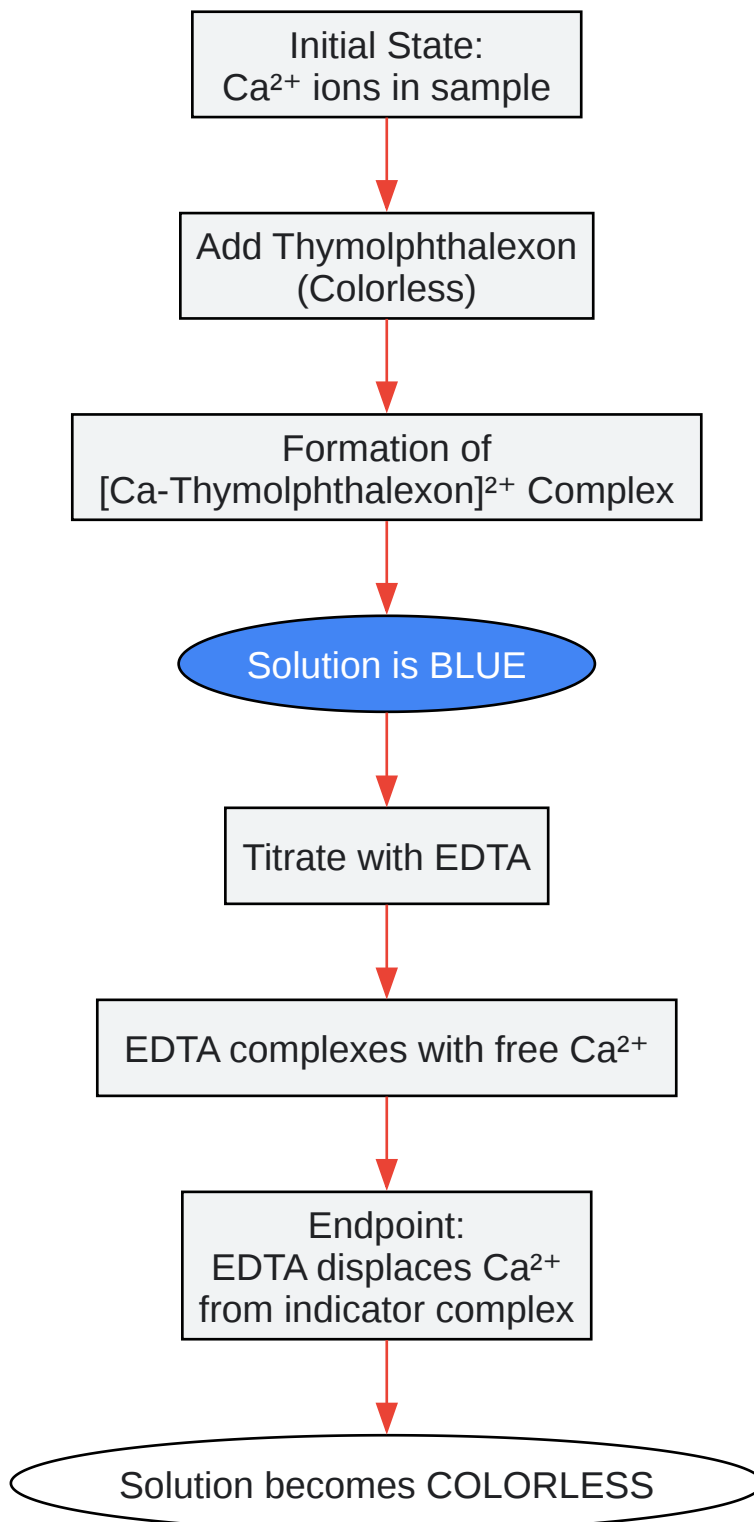 Initial State:
Ca²⁺ ions in sample
Add Thymolphthalexon
(Colorless)
Formation of
[Ca-Thymolphthalexon]²⁺ Complex
Solution is BLUE
Titrate with EDTA
EDTA complexes with free Ca²⁺
Endpoint:
EDTA displaces Ca²⁺
from indicator complex
Solution becomes COLORLESS